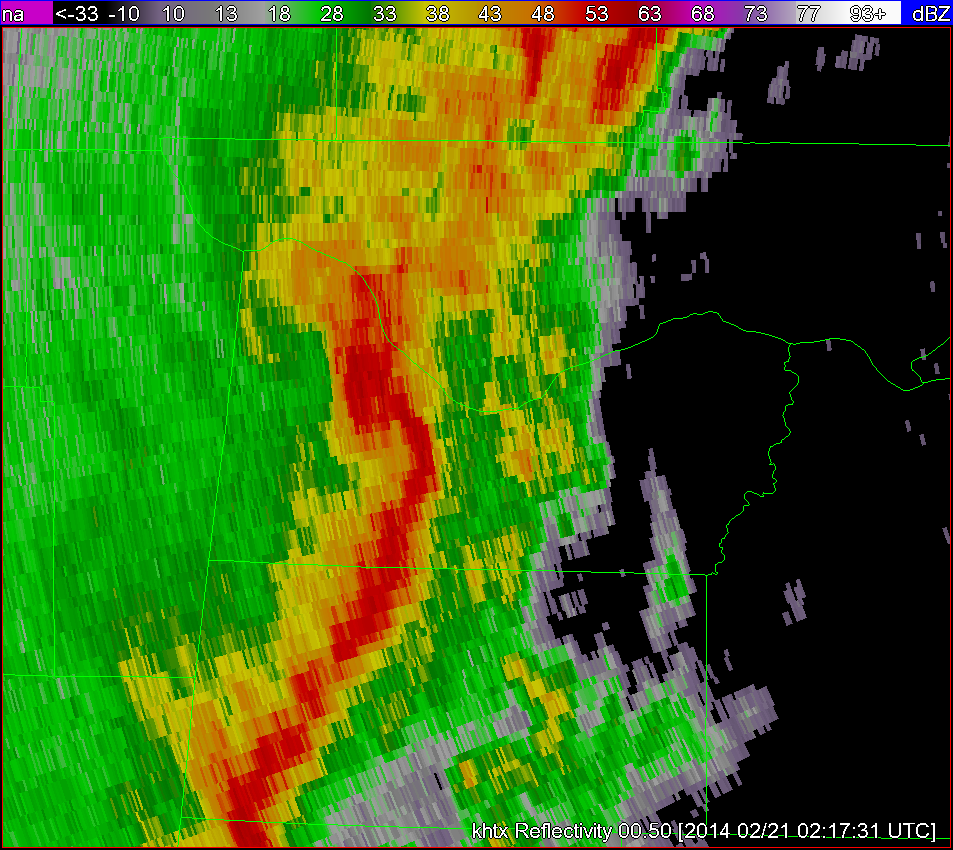 na <-33 -10 10 13 18 28 33 38 43 48 53 63 68 73 77 93+ dBZ
khtx Reflectivity 00.50 [2014 02/21 02:17:31 UTC]